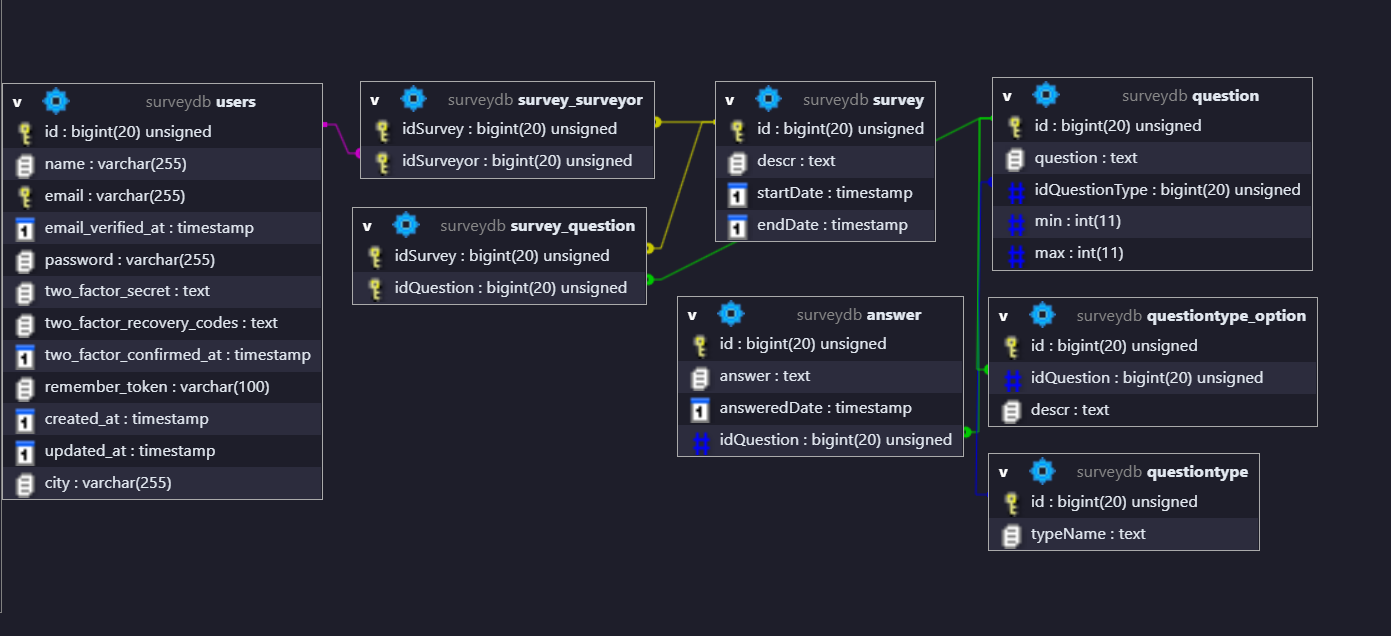 v surveydb users
id : bigint(20) unsigned
name : varchar(255)
email : varchar(255)
email_verified_at : timestamp
password : varchar(255)
two_factor_secret : text
two_factor_recovery_codes : text
two_factor_confirmed_at : timestamp
remember_token : varchar(100)
created_at : timestamp
updated_at : timestamp
city : varchar(255)
v surveydb survey_surveyor
idSurvey : bigint(20) unsigned
idSurveyor : bigint(20) unsigned
v surveydb survey_question
idSurvey : bigint(20) unsigned
idQuestion : bigint(20) unsigned
v surveydb survey
id : bigint(20) unsigned
descr : text
startDate : timestamp
endDate : timestamp
v surveydb answer
id : bigint(20) unsigned
answer : text
answeredDate : timestamp
idQuestion : bigint(20) unsigned
v surveydb question
id : bigint(20) unsigned
question : text
idQuestionType : bigint(20) unsigned
min : int(11)
max : int(11)
v surveydb questiontype_option
id : bigint(20) unsigned
idQuestion : bigint(20) unsigned
descr : text
v surveydb questiontype
id : bigint(20) unsigned
typeName : text